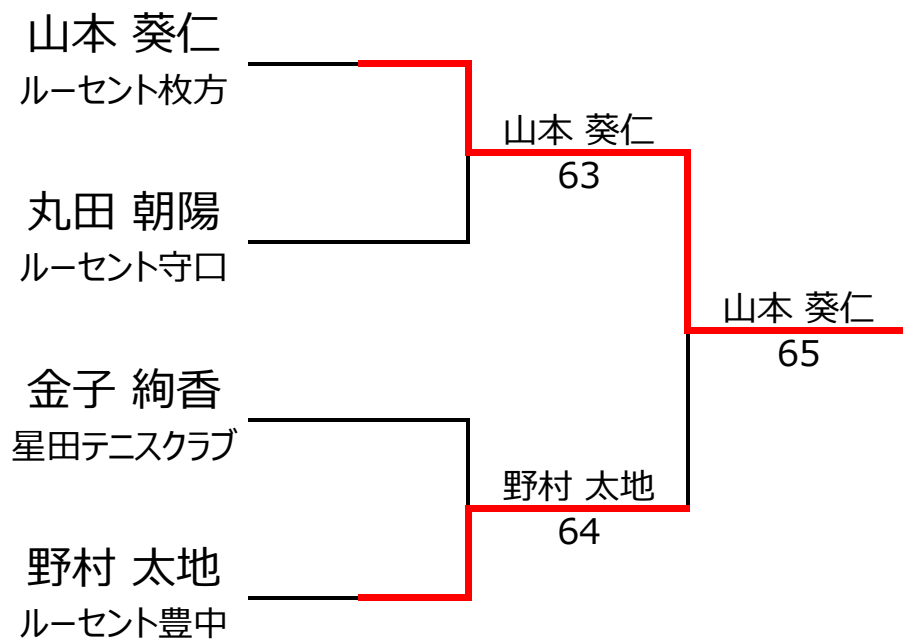 山本 葵仁
ルーセント枚方
山本 葵仁
63
丸田 朝陽
ルーセント守口
山本 葵仁
65
金子 絢香
星田テニスクラブ
野村 太地
64
野村 太地
ルーセント豊中